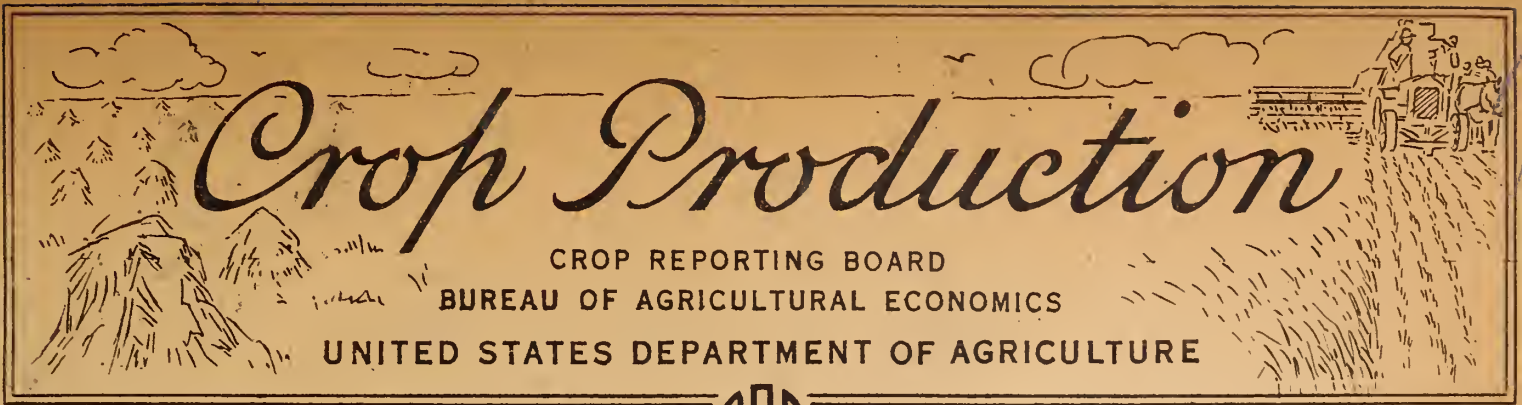 Crop Production
CROP REPORTING BOARD
BUREAU OF AGRICULTURAL ECONOMICS
UNITED STATES DEPARTMENT OF AGRICULTURE